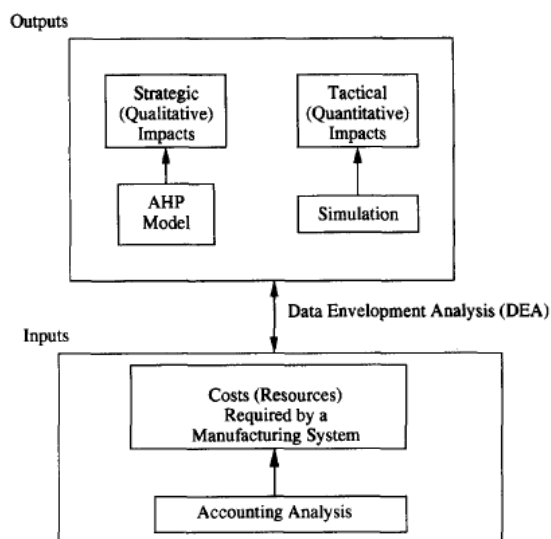 Outputs
Strategic
(Qualitative)
Impacts
Tactical
(Quantitative)
Impacts
AHP
Model
Simulation
Data Envelopment Analysis (DEA)
Inputs
Costs (Resources)
Required by a
Manufacturing System
Accounting Analysis